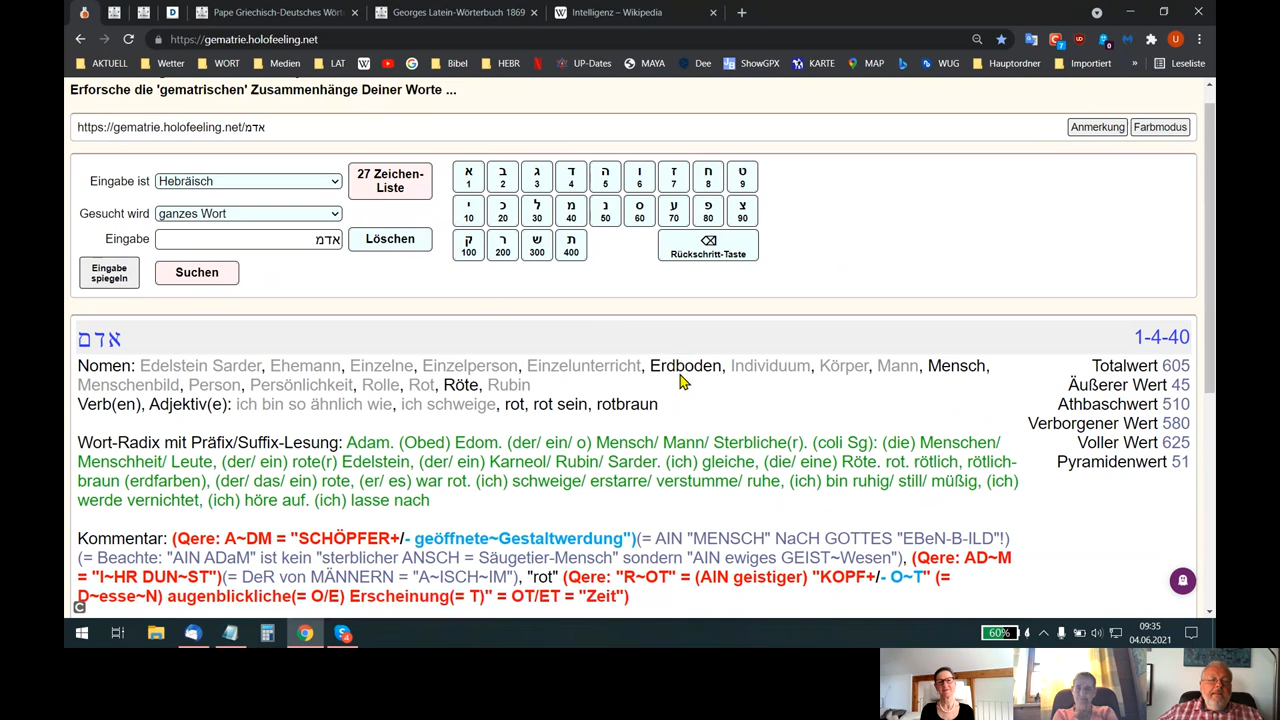 Pape Griechisch-Deutsches Wört
Georges Latein-Wörterbuch 1869
Intelligenz – Wikipedia
https://gematrie.holofeeling.net
AKTUELL Wetter WORT Medien LAT Google Bibel HEBR UP-Dates MAYA Dee ShowGPX KARTE MAP WUG Hauptordner Importiert Leseliste
Erforsche die 'gematrischen' Zusammenhänge Deiner Worte ...
https://gematrie.holofeeling.net/אדמ
Anmerkung Farbmodus
Eingabe ist Hebräisch
27 Zeichen-Liste
Gesucht wird ganzes Wort
Eingabe אדמ
Löschen
Eingabe spiegeln
Suchen
א ב ג ד ה ו ז ח ט
1 2 3 4 5 6 7 8 9
י כ ל מ נ ס ע פ צ
10 20 30 40 50 60 70 80 90
ק ר ש ת
100 200 300 400
Rückschritt-Taste
אדמ 1-4-40
Nomen: Edelstein Sarder, Ehemann, Einzelne, Einzelperson, Einzelunterricht, Erdboden, Individuum, Körper, Mann, Mensch,
Menschenbild, Person, Persönlichkeit, Rolle, Rot, Röte, Rubin
Verb(en), Adjektiv(e): ich bin so ähnlich wie, ich schweige, rot, rot sein, rotbraun
Totalwert 605
Äußerer Wert 45
Athbaschwert 510
Verborgener Wert 580
Voller Wert 625
Pyramidenwert 51
Wort-Radix mit Präfix/Suffix-Lesung: Adam. (Obed) Edom. (der/ ein/ o) Mensch/ Mann/ Sterbliche(r). (coli Sg): (die) Menschen/
Menschheit/ Leute, (der/ ein) rote(r) Edelstein, (der/ ein) Karneol/ Rubin/ Sarder. (ich) gleiche, (die/ eine) Röte. rot. rötlich, rötlich-
braun (erdfarben), (der/ das/ ein) rote, (er/ es) war rot. (ich) schweige/ erstarre/ verstumme/ ruhe, (ich) bin ruhig/ still/ müßig, (ich)
werde vernichtet, (ich) höre auf. (ich) lasse nach
Kommentar: (Qere: A~DM = "SCHÖPFER+/- geöffnete~Gestaltwerdung")(= AIN "MENSCH" NaCH GOTTES "EBeN-B-ILD"!)
(= Beachte: "AIN ADaM" ist kein "sterblicher ANSCH = Säugetier-Mensch" sondern "AIN ewiges GEIST~Wesen"), (Qere: AD~M
= "I~HR DUN~ST")(= DeR von MÄNNERN = "A~ISCH~IM"), "rot" (Qere: "R~OT" = (AIN geistiger) "KOPF+/- O~T" (=
D~esse~N) augenblickliche(= O/E) Erscheinung(= T)" = OT/ET = "Zeit")
60%
09:35
04.06.2021